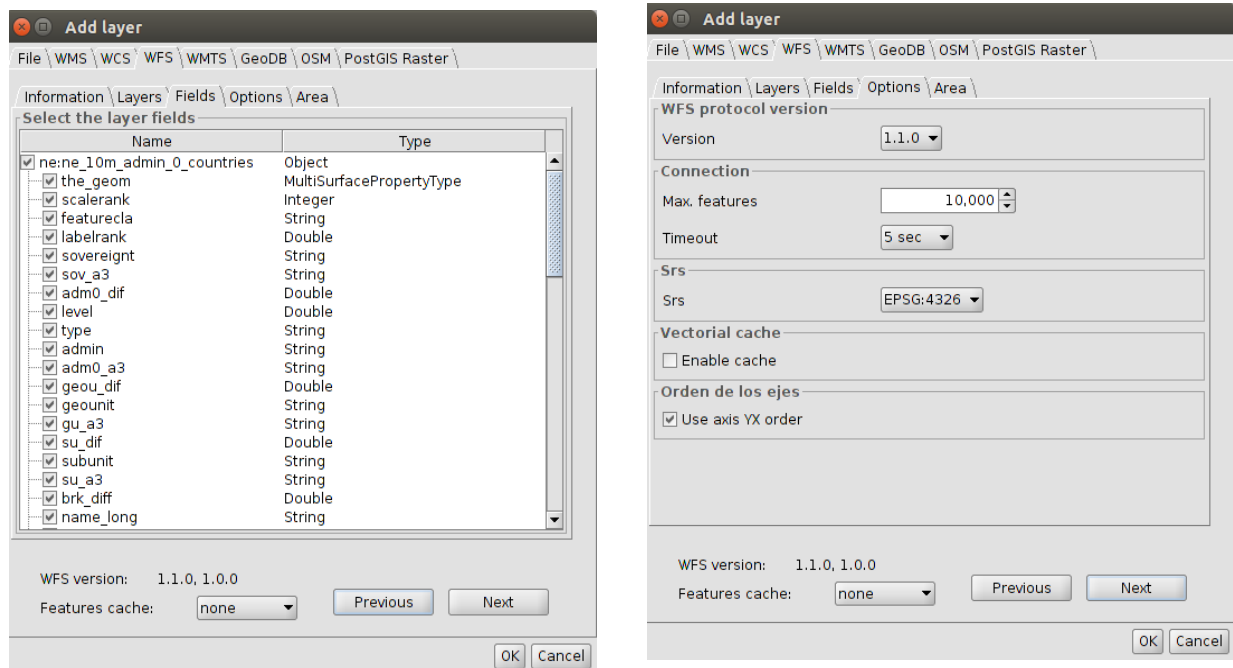 Add layer
File WMS WCS WFS WMTS GeoDB OSM PostGIS Raster
Information Layers Fields Options Area
Select the layer fields
Name Type
ne:ne_10m_admin_0_countries Object
the_geom MultiSurfacePropertyType
scalerank Integer
featurecla String
labelrank Double
sovereignt String
sov_a3 String
adm0_dif Double
level Double
type String
admin String
adm0_a3 String
geou_dif Double
geounit String
gu_a3 String
su_dif Double
subunit String
su_a3 String
brk_diff Double
name_long String
WFS version: 1.1.0, 1.0.0
Features cache: none Previous Next
OK Cancel
Add layer
File WMS WCS WFS WMTS GeoDB OSM PostGIS Raster
Information Layers Fields Options Area
WFS protocol version
Version 1.1.0
Connection
Max. features 10,000
Timeout 5 sec
Srs
Srs EPSG:4326
Vectorial cache
Enable cache
Orden de los ejes
Use axis YX order
WFS version: 1.1.0, 1.0.0
Features cache: none Previous Next
OK Cancel